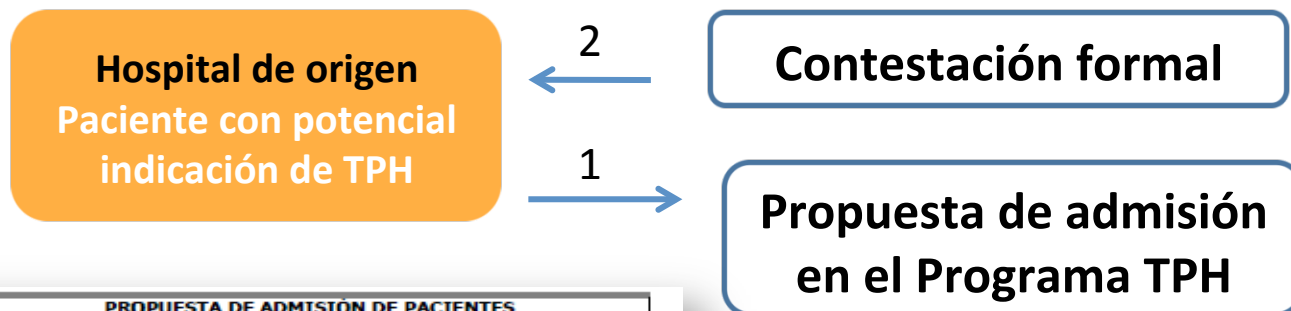 Hospital de origen
Paciente con potencial
indicación de TPH
2
Contestación formal
1
Propuesta de admisión
en el Programa TPH
PROPUESTA DE ADMISIÓN DE PACIENTES